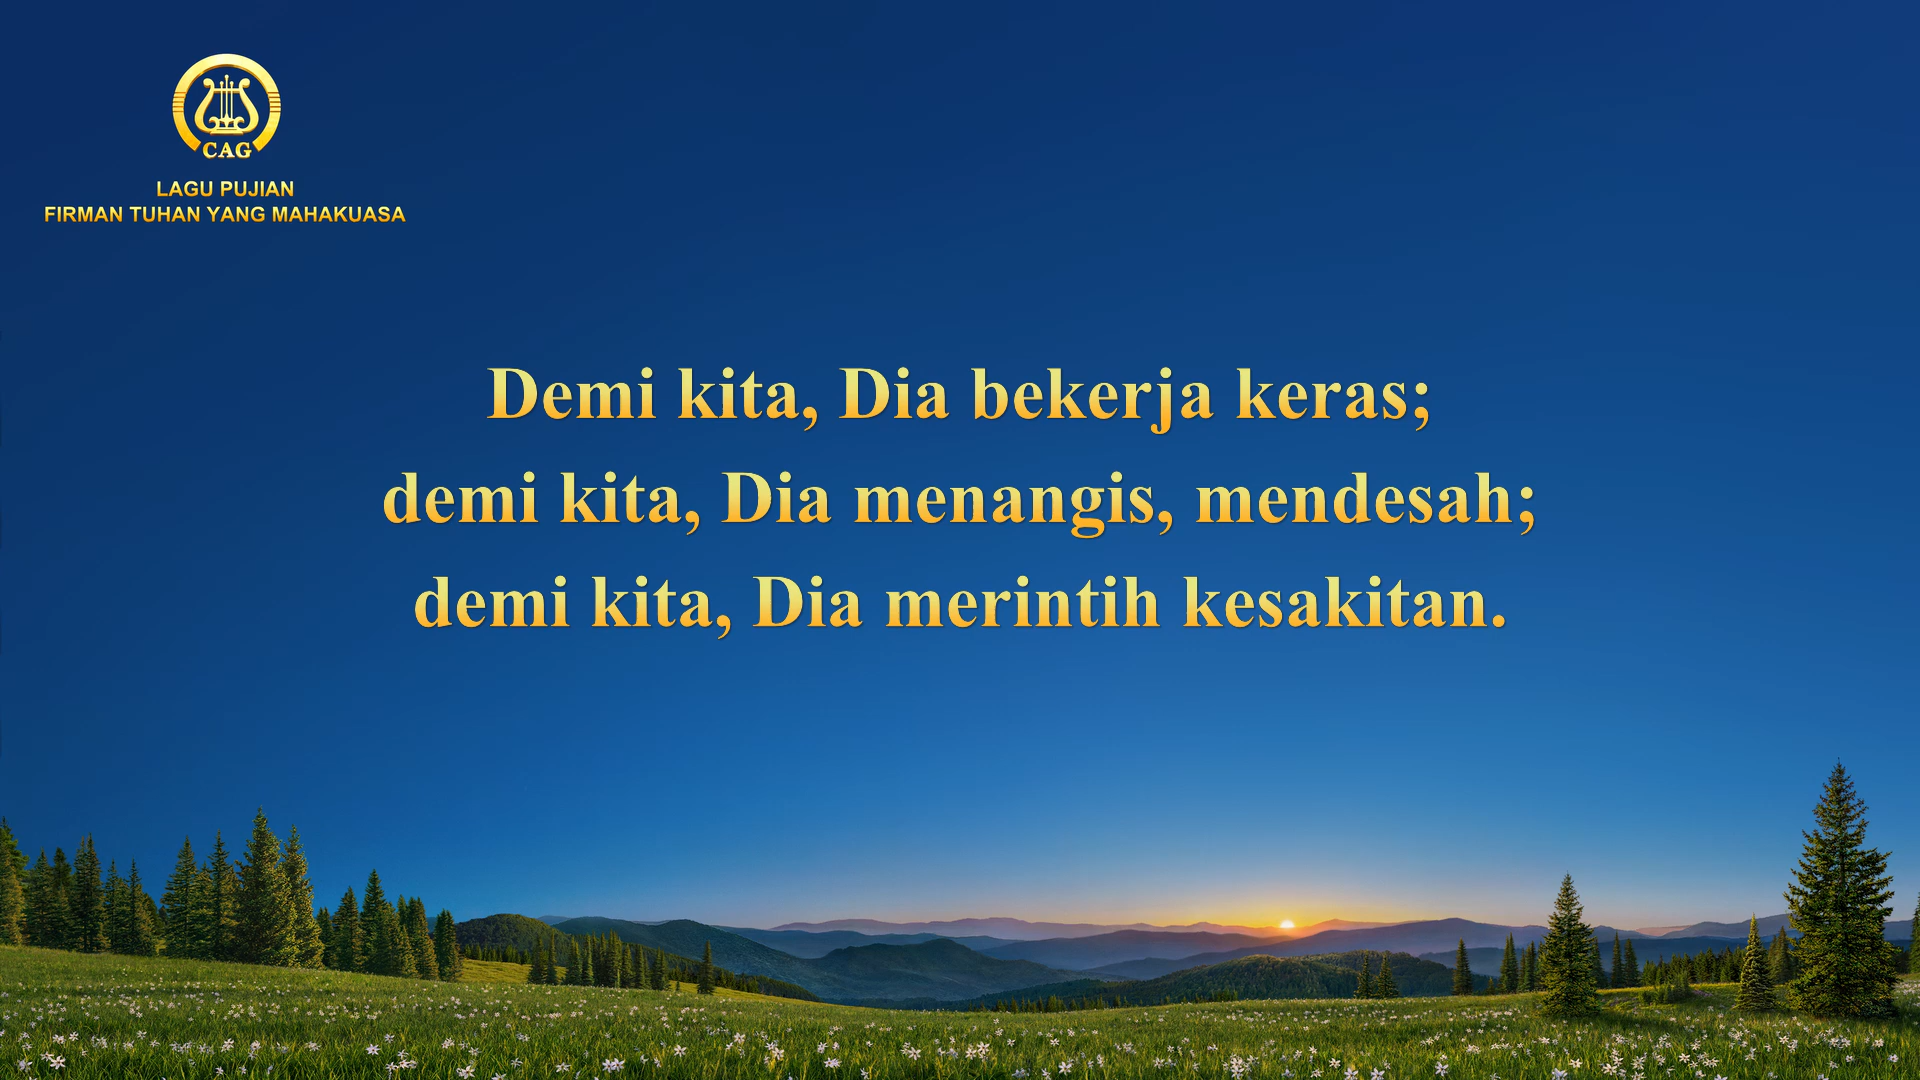 CAG
LAGU PUJIAN
FIRMAN TUHAN YANG MAHAKUASA
Demi kita, Dia bekerja keras;
demi kita, Dia menangis, mendesah;
demi kita, Dia merintih kesakitan.